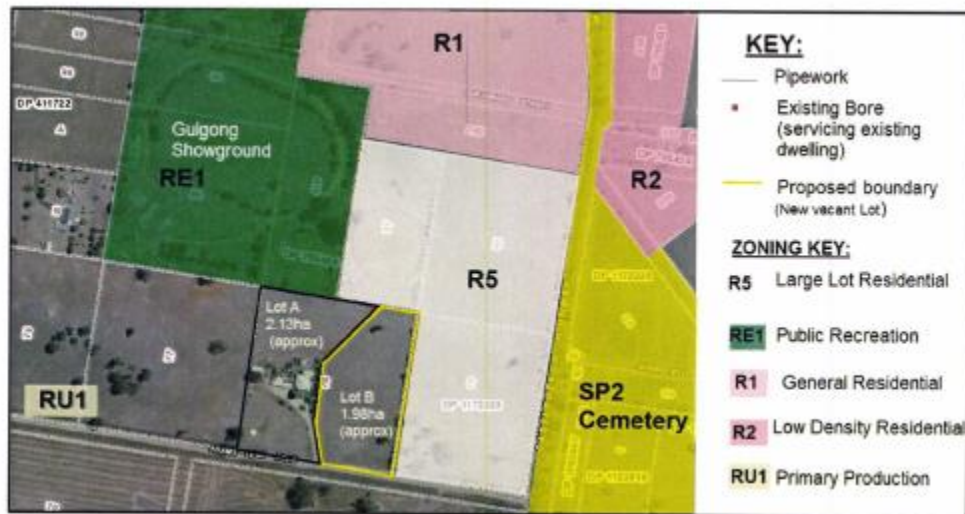 R1
Gulgong
Showground
RE1
DP 411722
R2
R5
Lot A
2.13ha
(approx)
Lot B
1.98ha
(approx)
RU1
SP2
Cemetery
KEY:
Pipework
Existing Bore
(servicing existing
dwelling)
Proposed boundary
(New vacant Lot)
ZONING KEY:
R5 Large Lot Residential
RE1 Public Recreation
R1 General Residential
R2 Low Density Residential
RU1 Primary Production